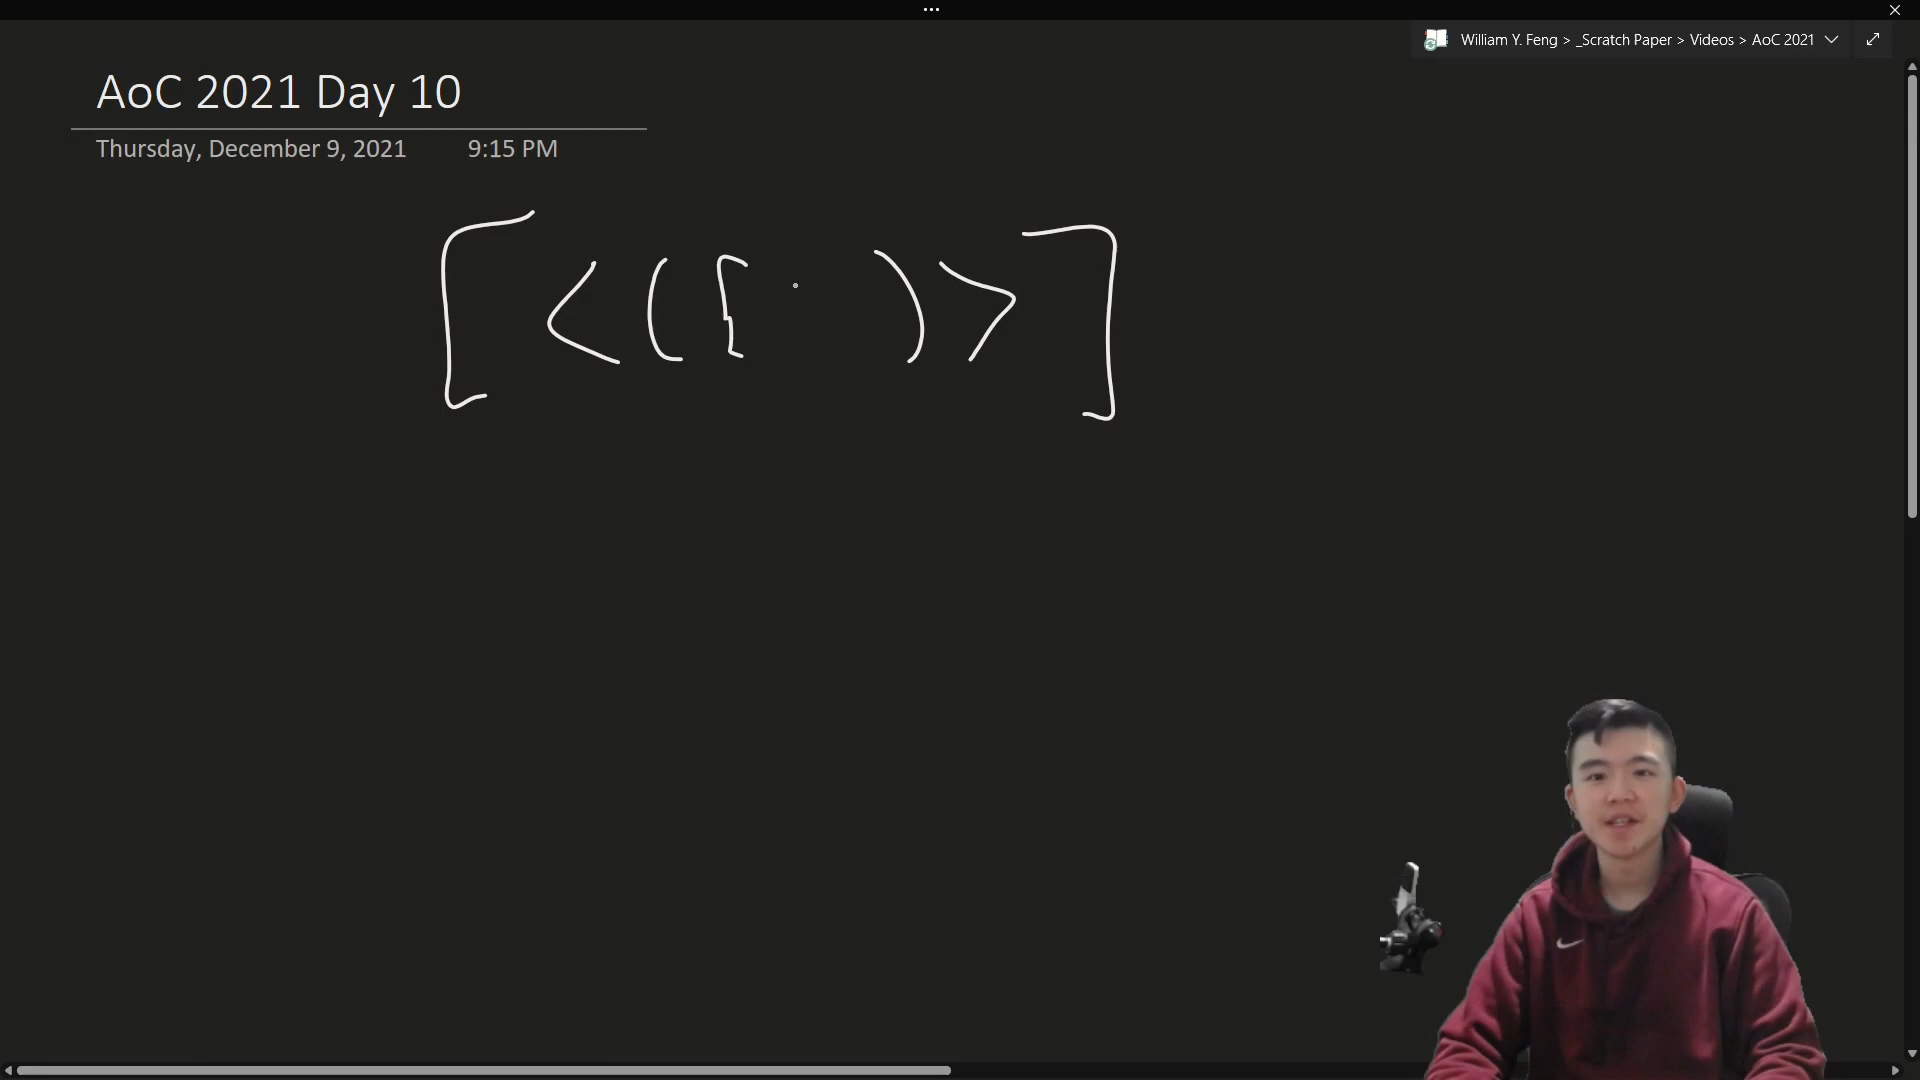 William Y. Feng > _Scratch Paper > Videos > AoC 2021
AoC 2021 Day 10
Thursday, December 9, 2021 9:15 PM
[ < ( { ) > ]